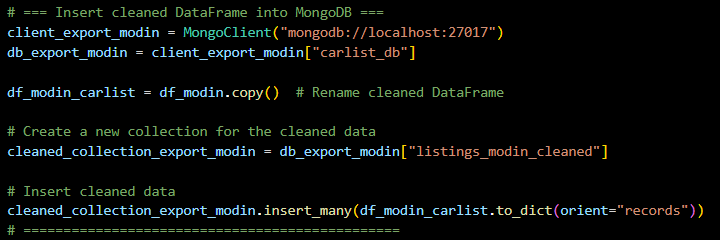 # === Insert cleaned DataFrame into MongoDB ===
client_export_modin = MongoClient("mongodb://localhost:27017")
db_export_modin = client_export_modin["carlist_db"]

df_modin_carlist = df_modin.copy()  # Rename cleaned DataFrame

# Create a new collection for the cleaned data
cleaned_collection_export_modin = db_export_modin["listings_modin_cleaned"]

# Insert cleaned data
cleaned_collection_export_modin.insert_many(df_modin_carlist.to_dict(orient="records"))
# ===============================================